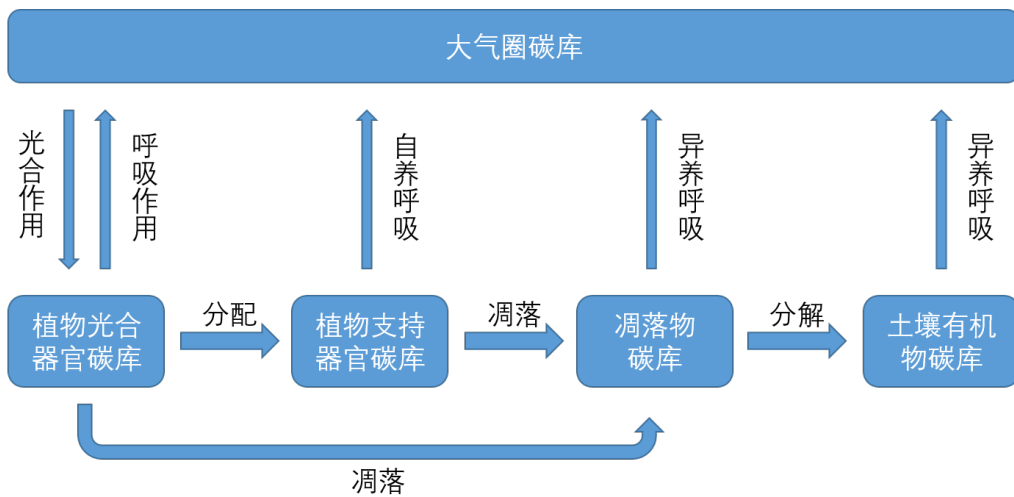 大气圈碳库
光合作用
呼吸作用
自养呼吸
异养呼吸
异养呼吸
植物光合
器官碳库
分配
植物支持
器官碳库
凋落
凋落物
碳库
分解
土壤有机
物碳库
凋落